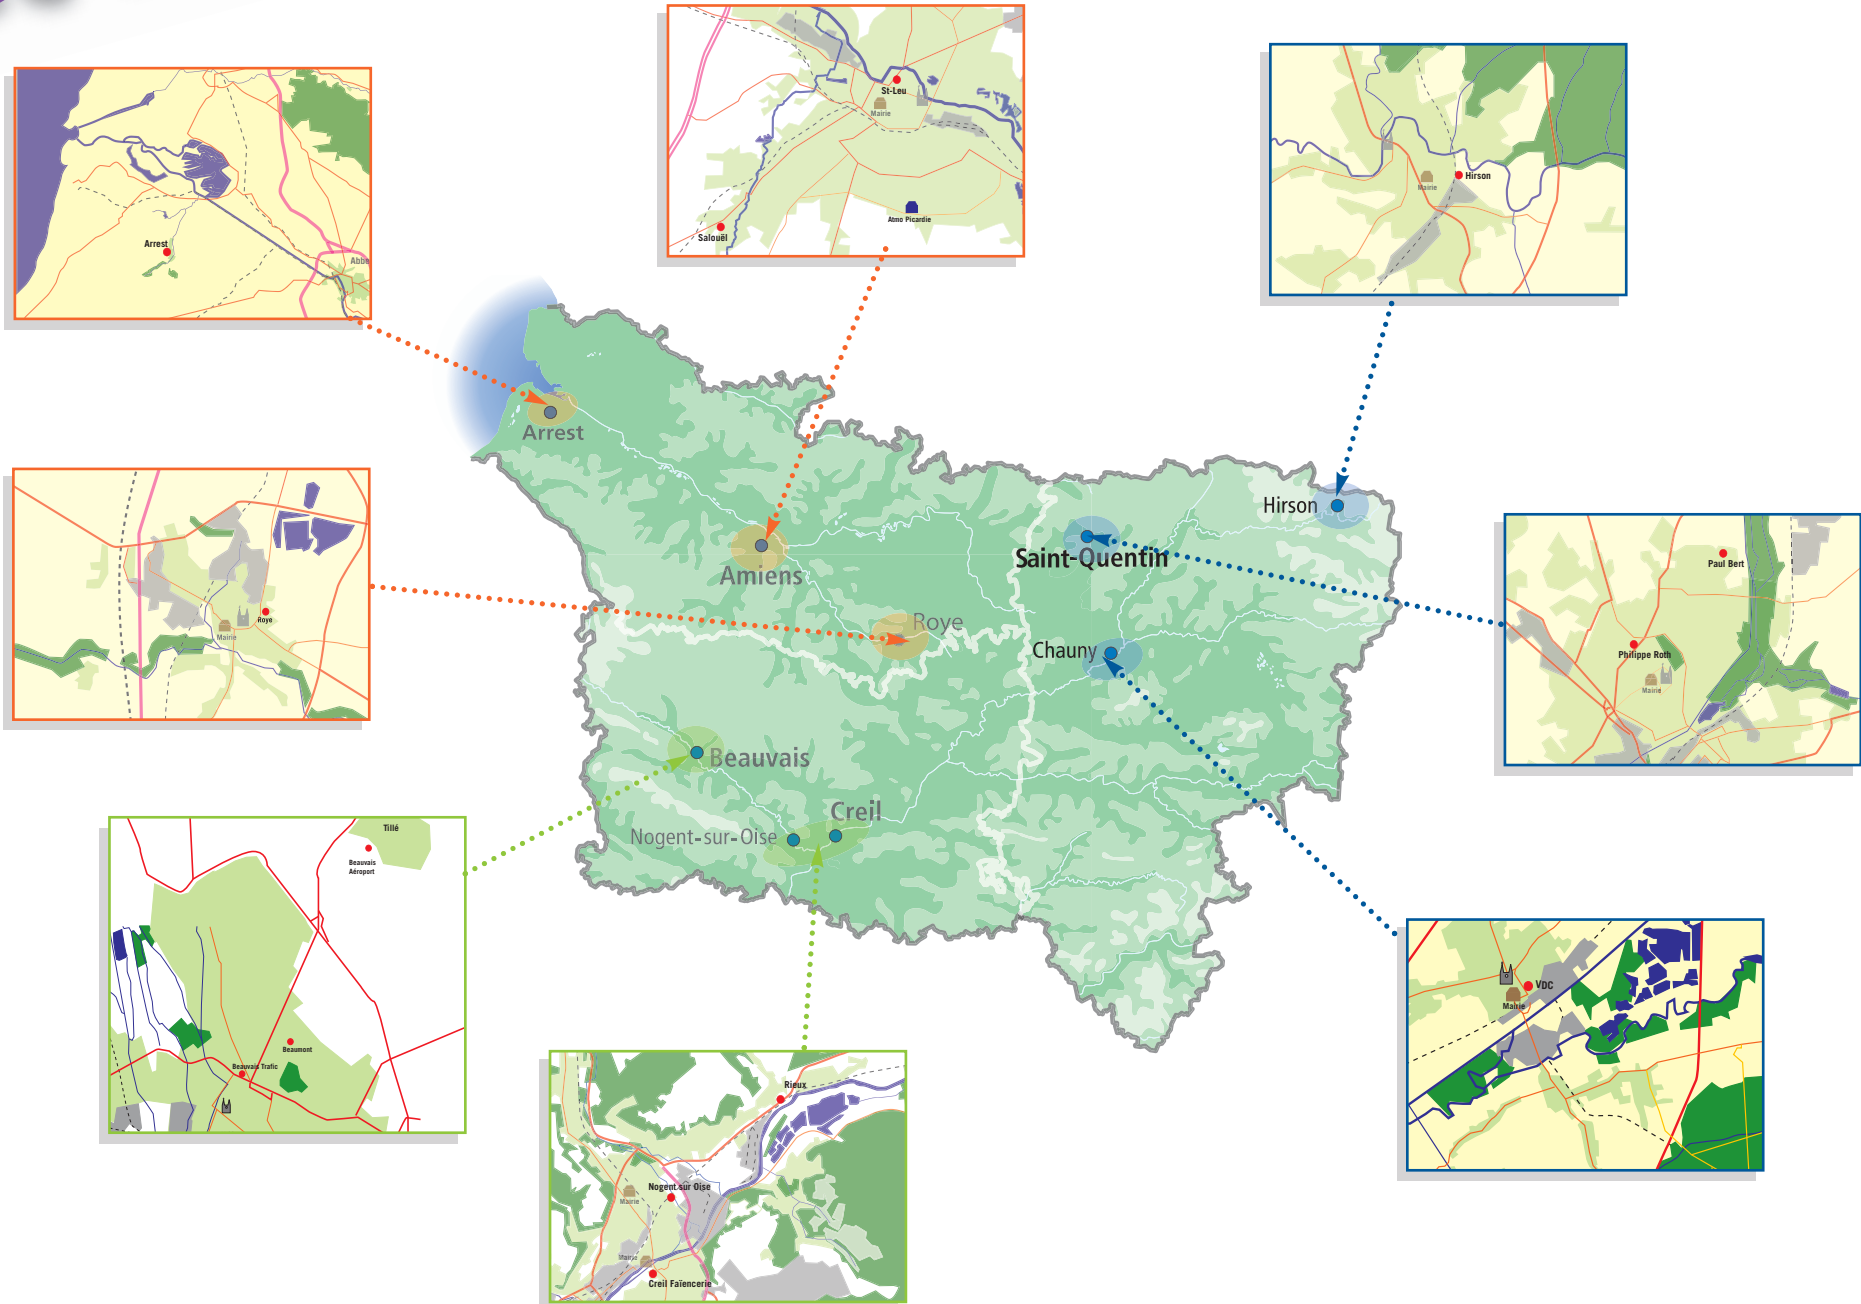 St-Leu
Mairie
Atmo Picardie
Salouël
Arrest
Abbe
Hirson
Mairie
Arrest
Hirson
Amiens
Saint-Quentin
Roye
Chauny
Beauvais
Creil
Nogent-sur-Oise
Roye
Mairie
Paul Bert
Philippe Roth
Mairie
Tillé
Beauvais
Aéroport
Beaumont
Beauvais Trafic
VDC
Mairie
Rieux
Nogent sur Oise
Mairie
Mairie
Creil Faïencerie